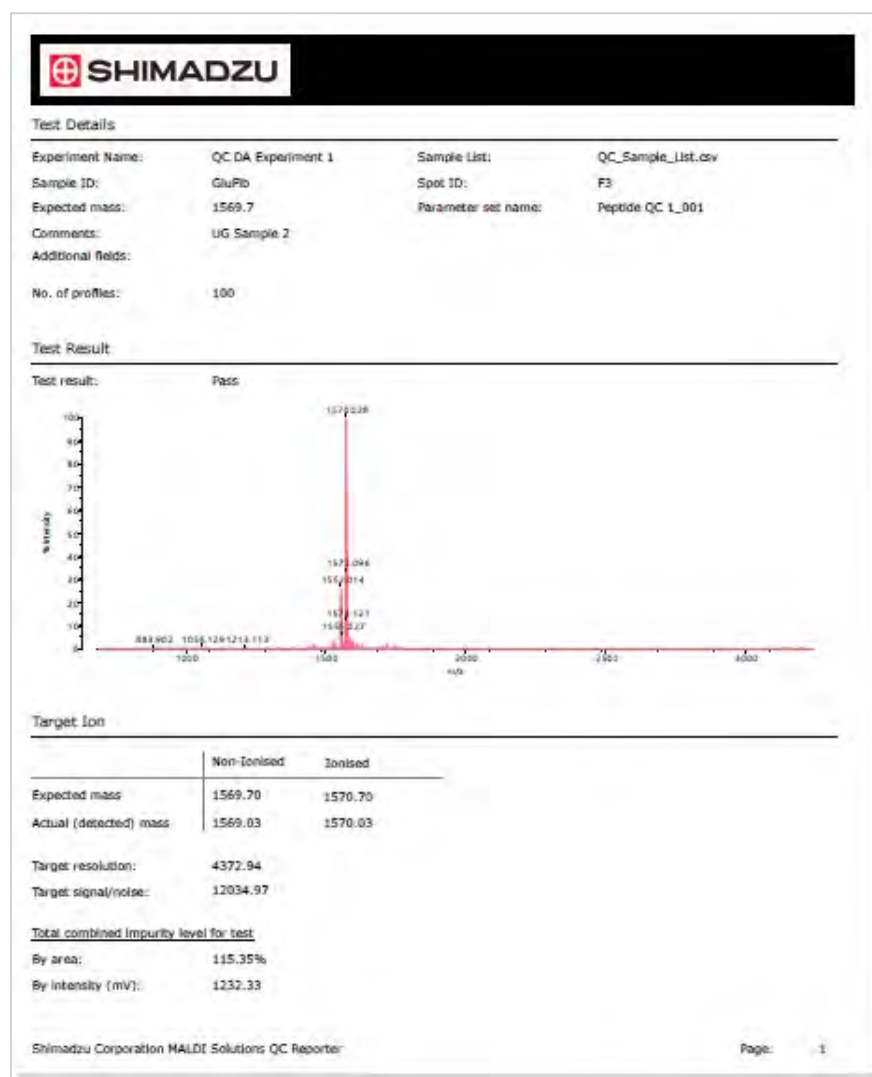 SHIMADZU
Test Details
Experiment Name: QC DA Experiment 1 Sample List: QC_Sample_List.csv
Sample ID: GluFib Spot ID: F3
Expected mass: 1569.7 Parameter set name: Peptide QC 1_001
Comments: UG Sample 2
Additional fields:
No. of profiles: 100
Test Result
Test result: Pass
100
90
80
70
60
50
40
30
20
10
0
% Intensity
883.902 1213.113
1000 1500 2000 2500
m/z
Target Ion
Non-Ionised Ionised
Expected mass 1569.70 1570.70
Actual (detected) mass 1569.03 1570.03
Target resolution: 4372.94
Target signal/noise: 12034.97
Total combined impurity level for test
By area: 115.35%
By intensity (mV): 1232.33
Shimadzu Corporation MALDI Solutions QC Reporter Page: 1